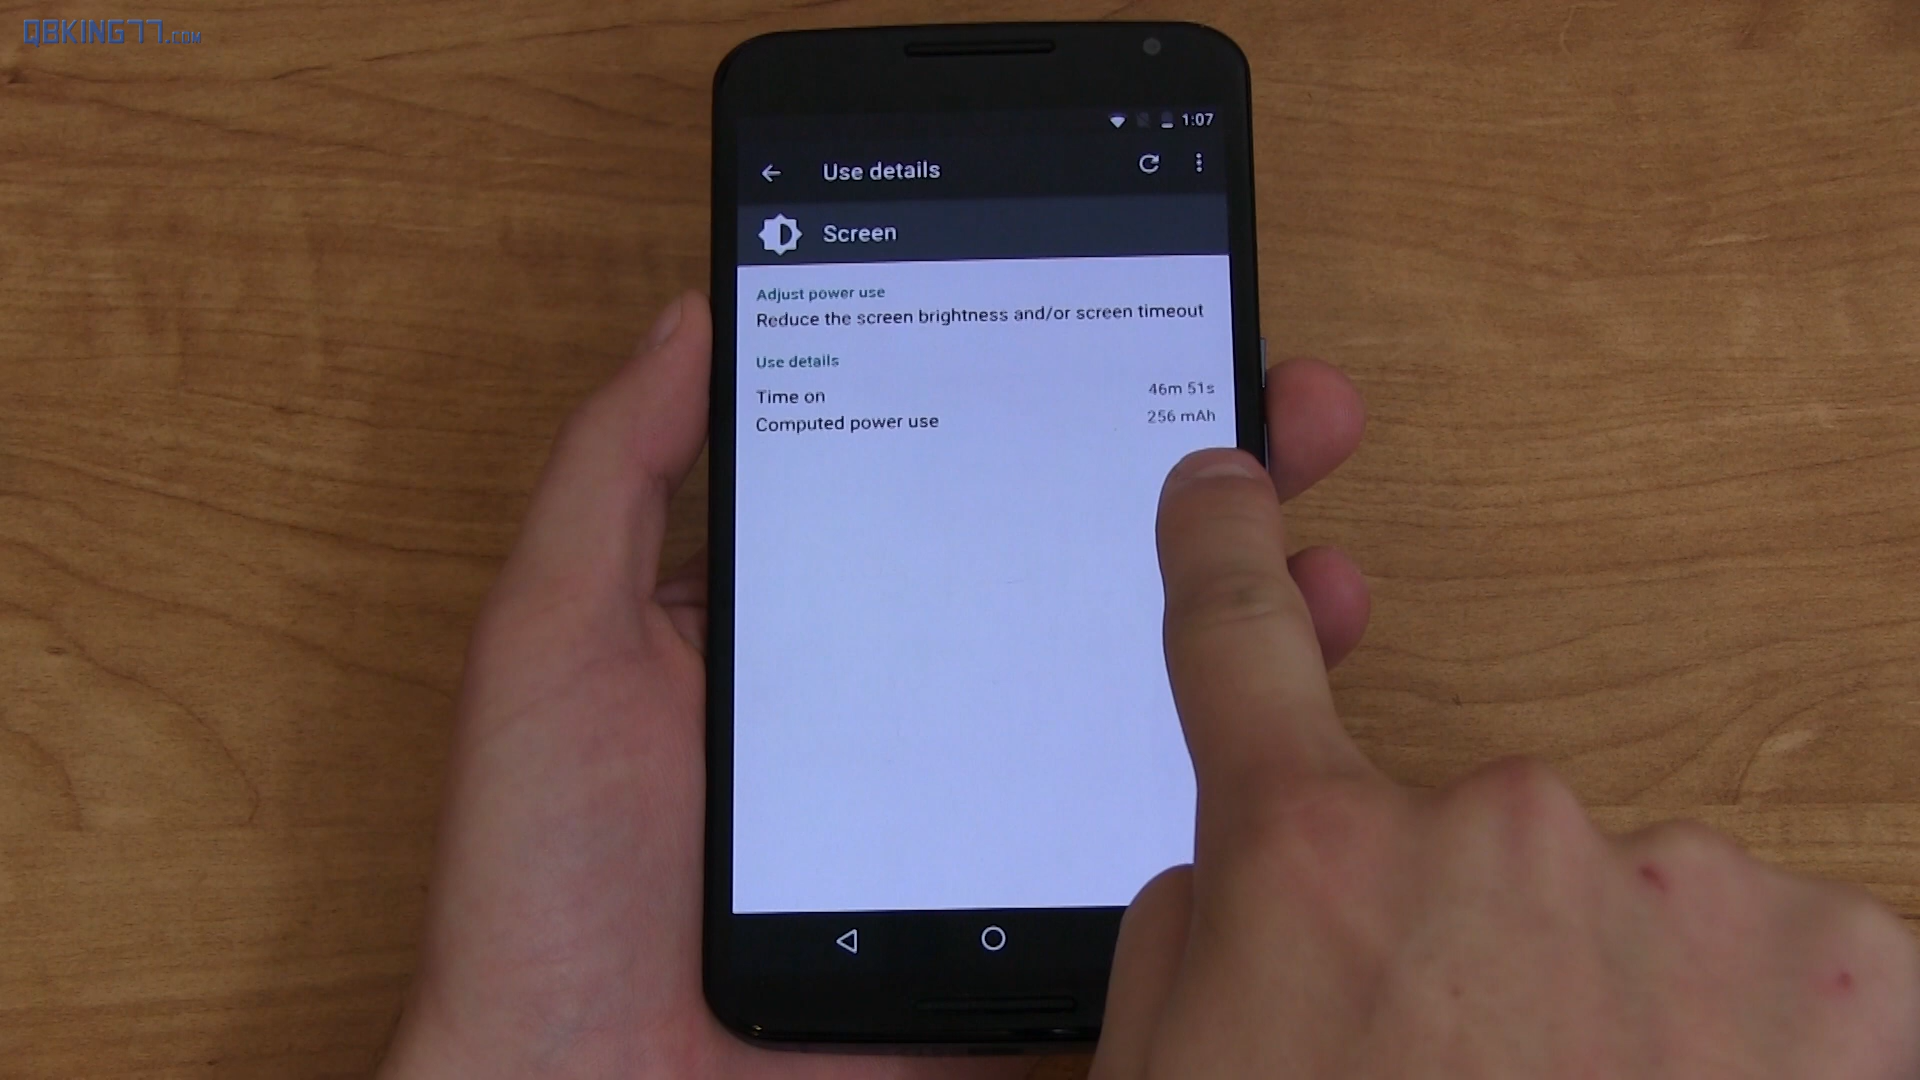 QBKING77.COM
1:07
Use details
Screen
Adjust power use
Reduce the screen brightness and/or screen timeout
Use details
Time on 46m 51s
Computed power use 256 mAh